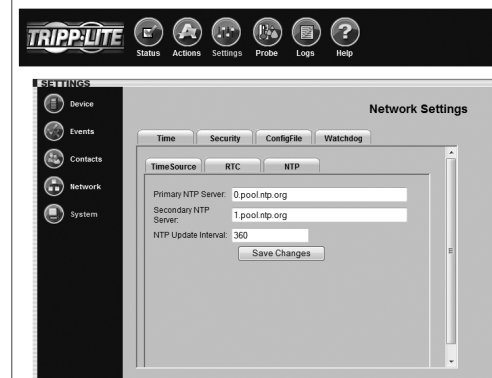 TRIPP·LITE
Status Actions Settings Probe Logs Help
SETTINGS
Device
Events
Contacts
Network
System
Network Settings
Time Security ConfigFile Watchdog
TimeSource RTC NTP
Primary NTP Server: 0.pool.ntp.org
Secondary NTP
Server: 1.pool.ntp.org
NTP Update Interval: 360
Save Changes